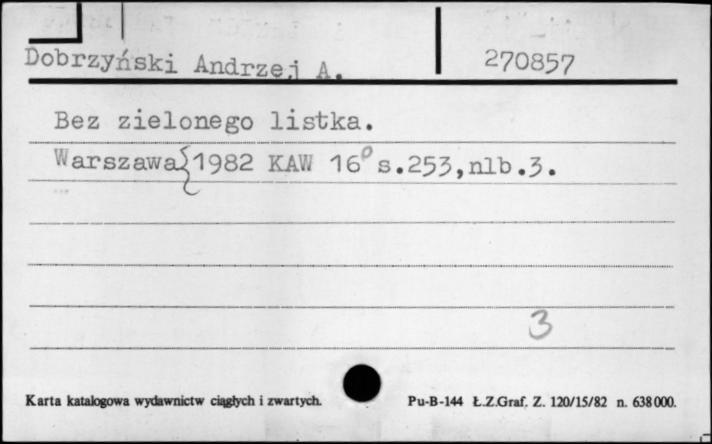 Dobrzyński Andrzej A. 270857
Bez zielonego listka.
Warszawa 1982 KAW 16° s.253,nlb.3.
3
Karta katalogowa wydawnictw ciągłych i zwartych. Pu-B-144 Ł.Z.Graf. Z. 120/15/82 n. 638000.